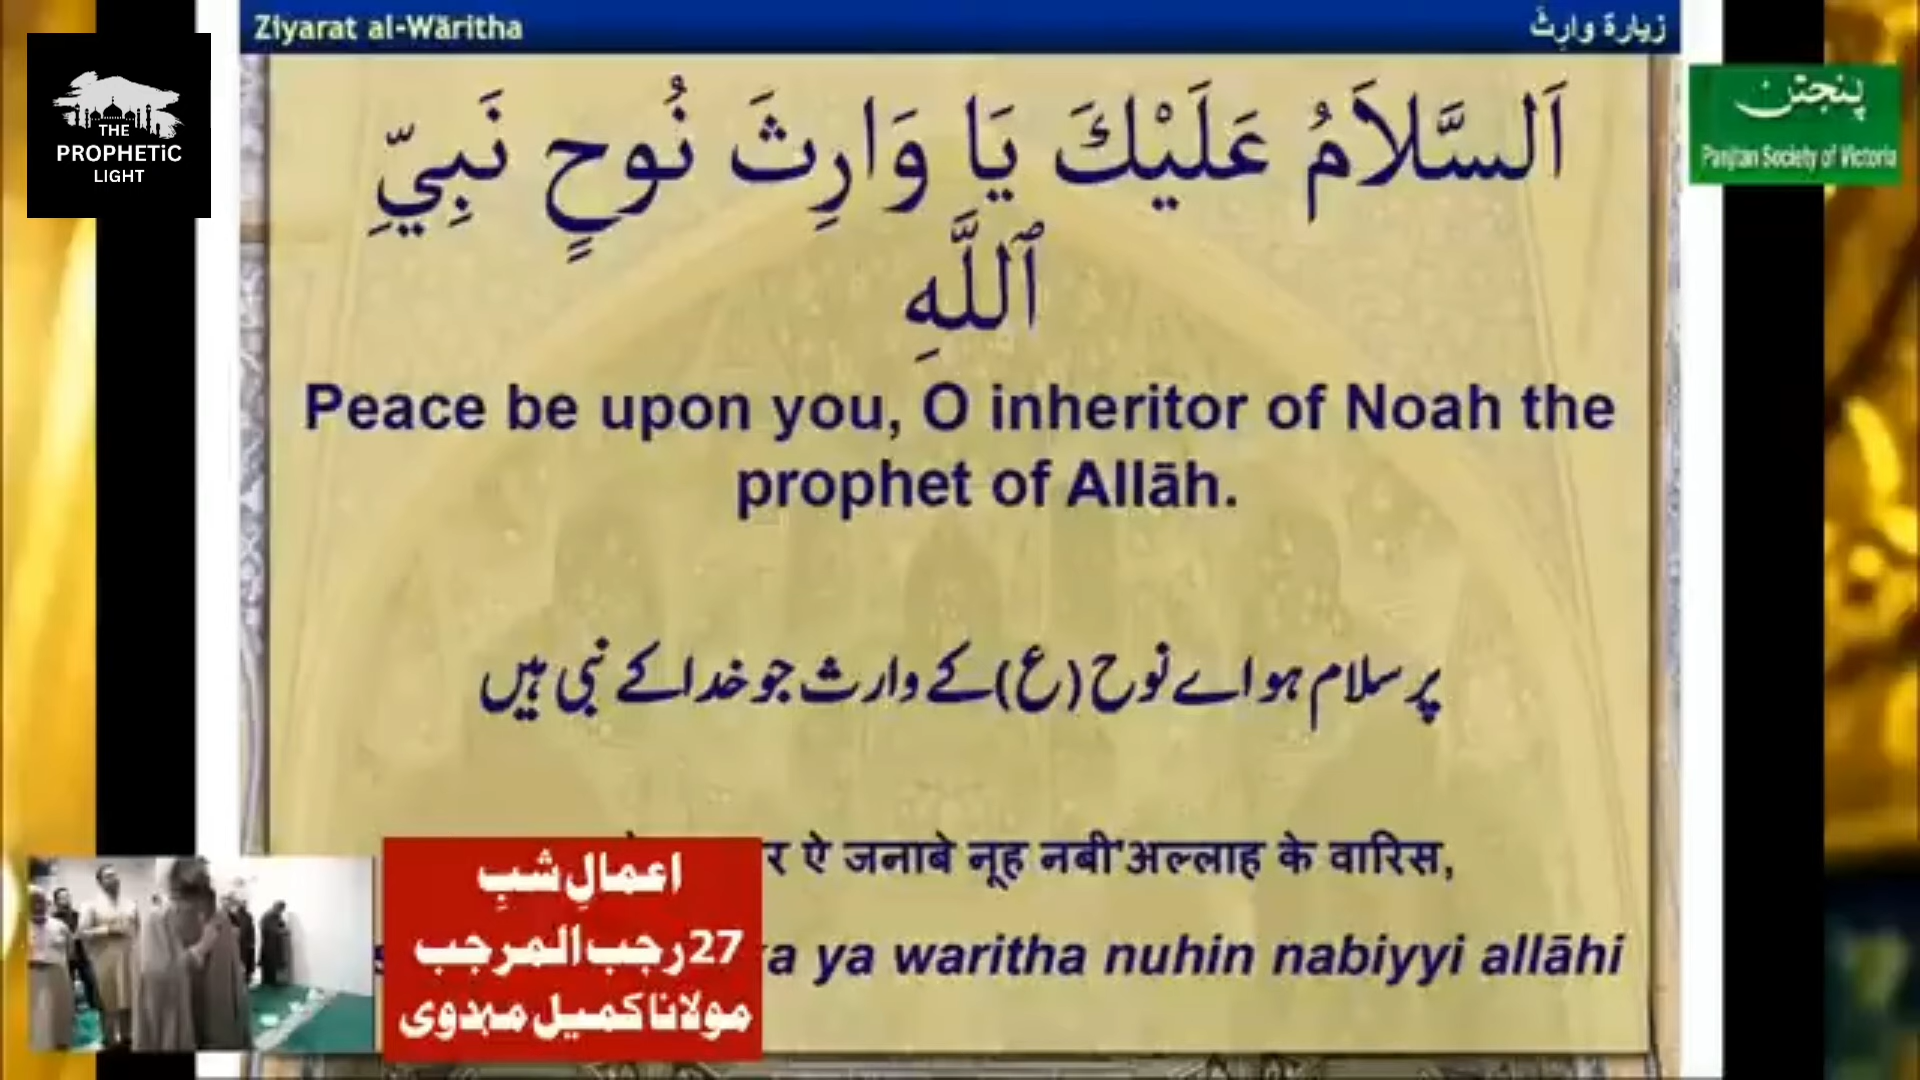 Ziyarat al-Wāritha
زيارة وارِثَ
THE
PROPHETiC
LIGHT
پنجتن
Panjtan Society of Victoria
اَلسَّلاَمُ عَلَيْكَ يَا وَارِثَ نُوحٍ نَبِيِّ
ٱللَّهِ
Peace be upon you, O inheritor of Noah the
prophet of Allāh.
پر سلام ہو اے نوح (ع) کے وارث جو خدا کے نبی ہیں
ऐ जनाबे नूह नबी'अल्लाह के वारिस,
ya waritha nuhin nabiyyi allāhi
اعمالِ شبِ
27 رجب المرجب
مولانا کمیل مہدوی